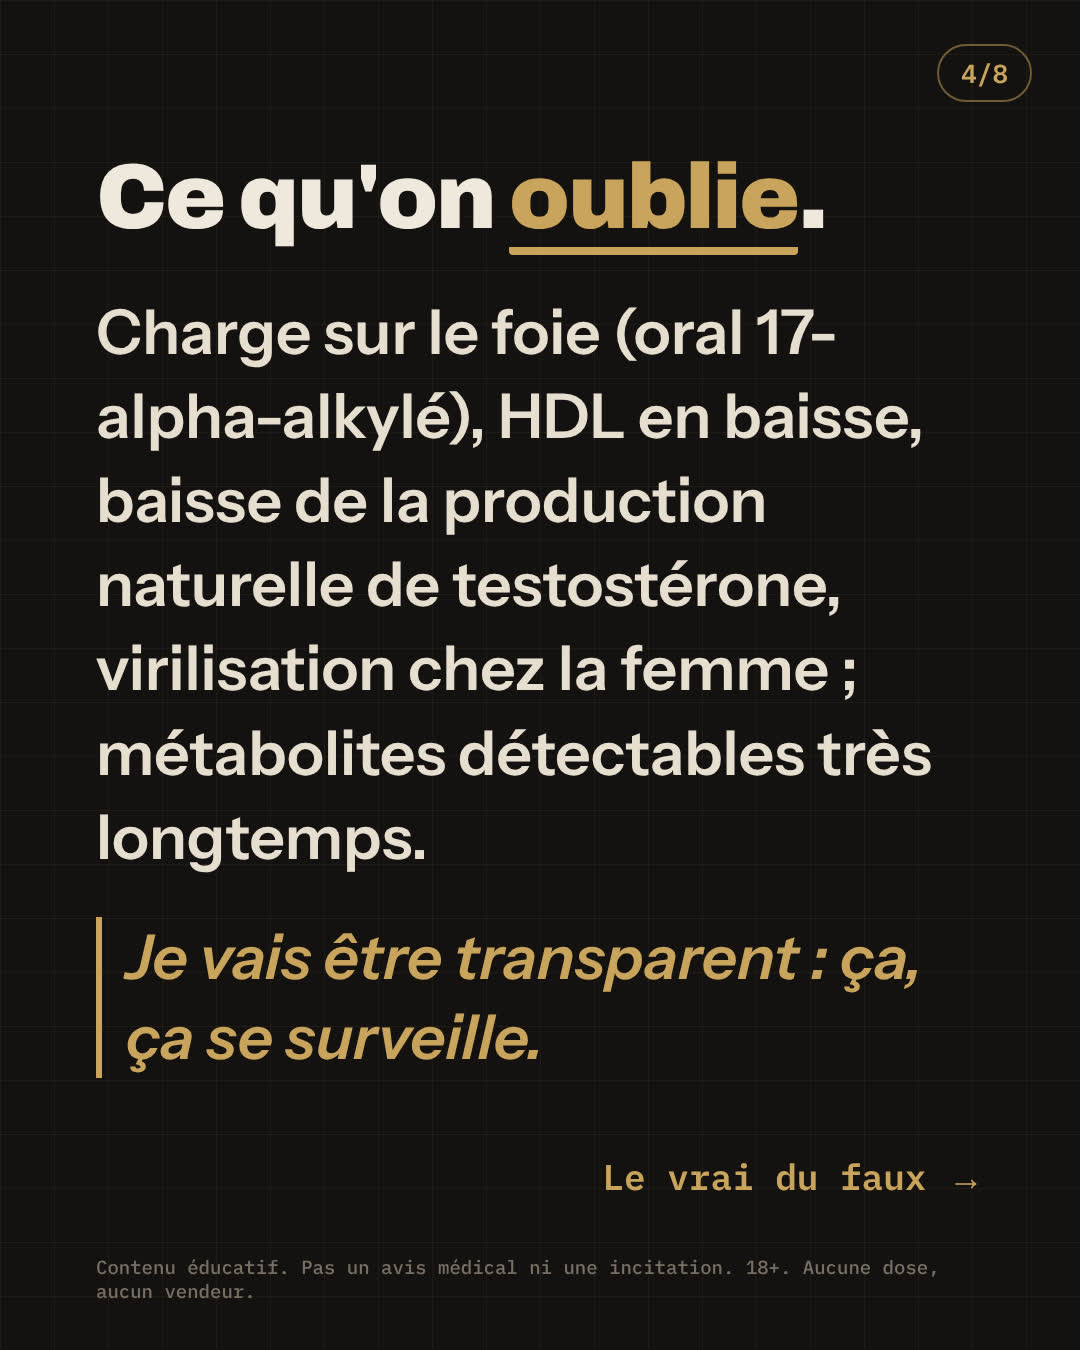 4/8
Ce qu'on oublie.
Charge sur le foie (oral 17-
alpha-alkylé), HDL en baisse,
baisse de la production
naturelle de testostérone,
virilisation chez la femme ;
métabolites détectables très
longtemps.
Je vais être transparent : ça,
ça se surveille.
Le vrai du faux →
Contenu éducatif. Pas un avis médical ni une incitation. 18+. Aucune dose,
aucun vendeur.